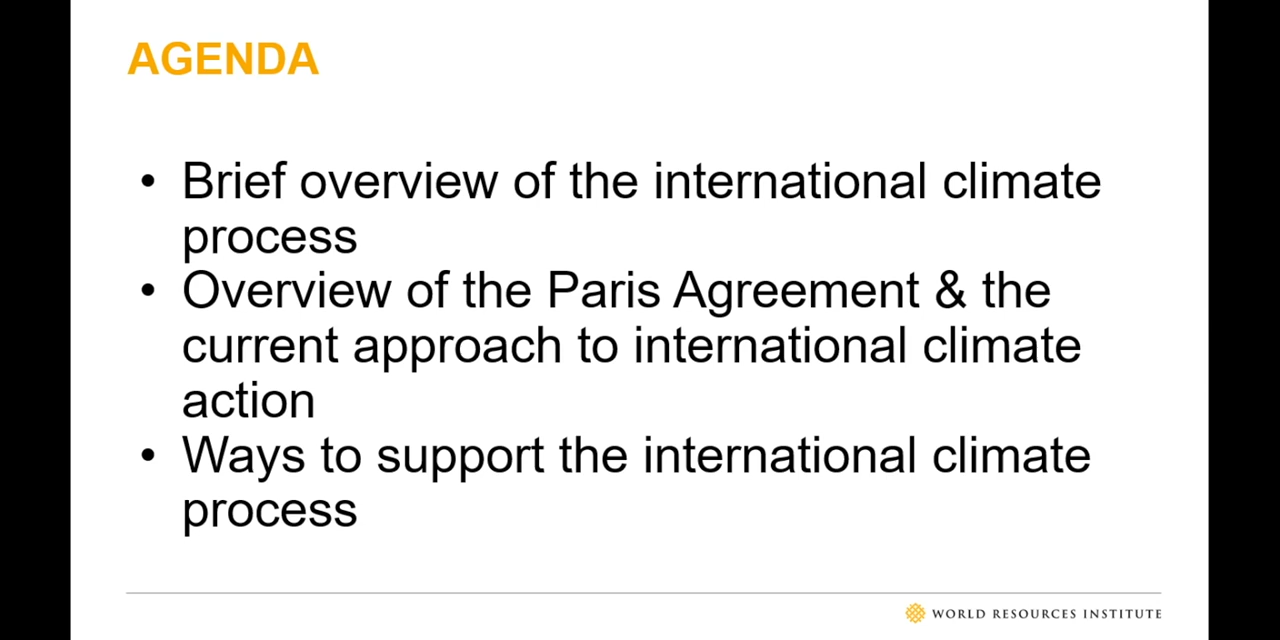 AGENDA
• Brief overview of the international climate
process
• Overview of the Paris Agreement & the
current approach to international climate
action
• Ways to support the international climate
process
WORLD RESOURCES INSTITUTE